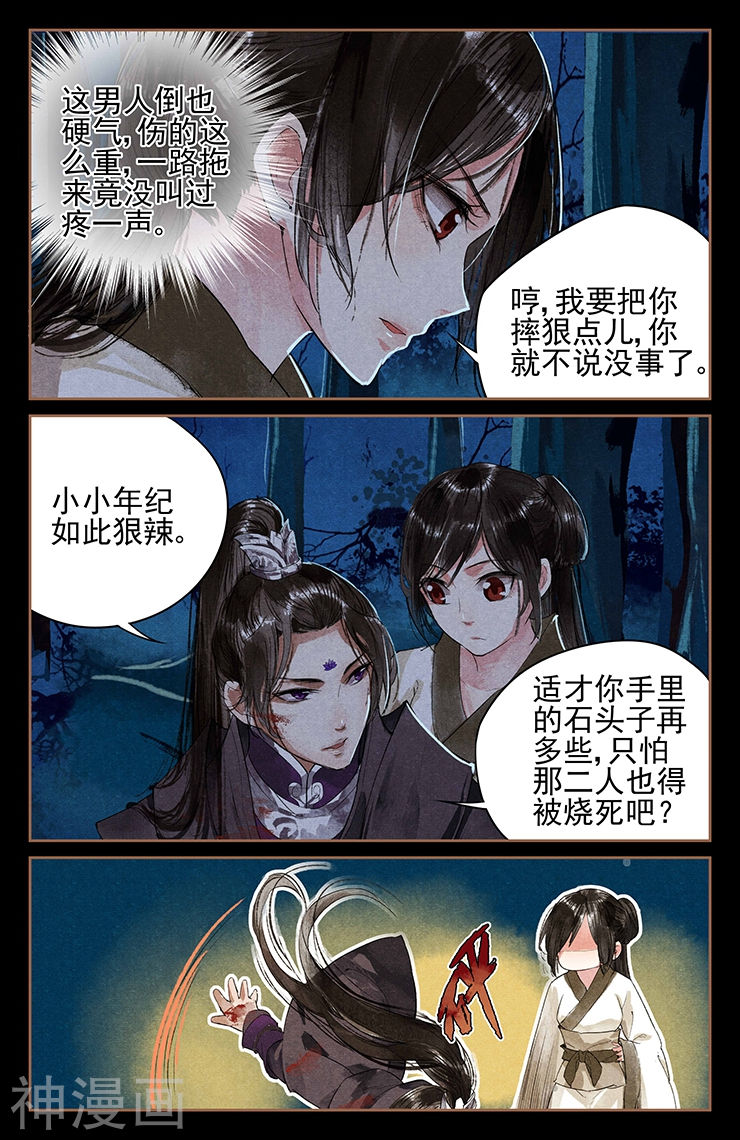 这男人倒也
硬气,伤的这
么重,一路拖
来竟没叫过
疼一声。
哼,我要把你
摔狠点儿,你
就不说没事了。
小小年纪
如此狠辣。
适才你手里
的石头子再
多些,只怕
那二人也得
被烧死吧?
砰
神漫画